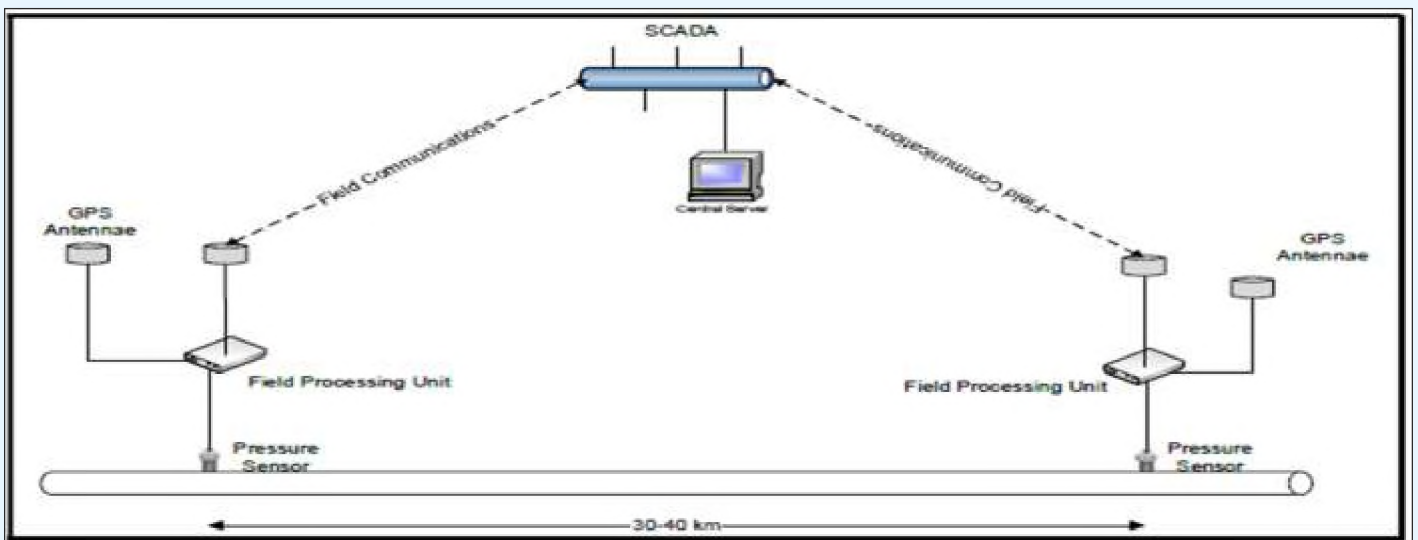 SCADA
Field Communications
Field Communications
Central Server
GPS
Antennae
GPS
Antennae
Field Processing Unit
Field Processing Unit
Pressure
Sensor
Pressure
Sensor
30-40 km